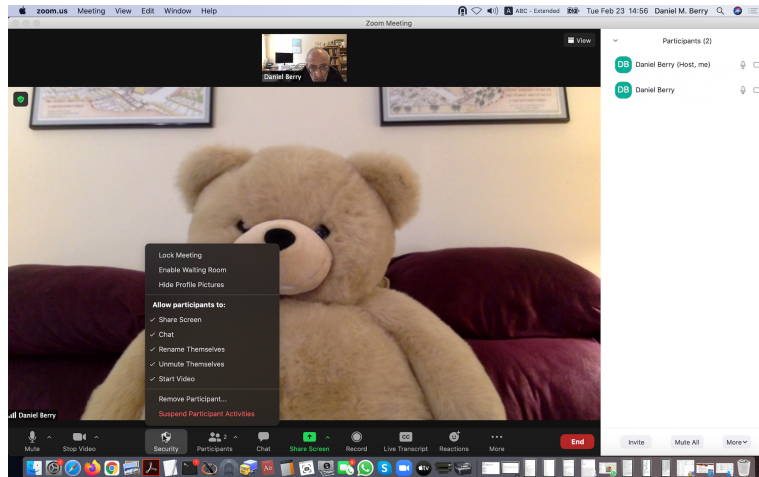 zoom.us Meeting View Edit Window Help
A ABC - Extended Tue Feb 23 14:56 Daniel M. Berry
Zoom Meeting
View
Participants (2)
Daniel Berry
DB Daniel Berry (Host, me)
DB Daniel Berry
Lock Meeting
Enable Waiting Room
Hide Profile Pictures
Allow participants to:
✓ Share Screen
✓ Chat
✓ Rename Themselves
✓ Unmute Themselves
✓ Start Video
Remove Participant...
Suspend Participant Activities
Daniel Berry
2
CC
Mute Stop Video Security Participants Chat Share Screen Record Live Transcript Reactions More
End
Invite Mute All More
tv